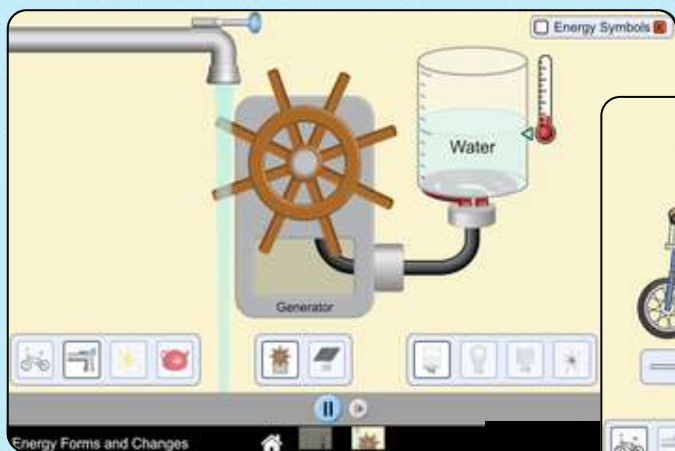 Energy Symbols
Water
Generator
Energy Forms and Changes